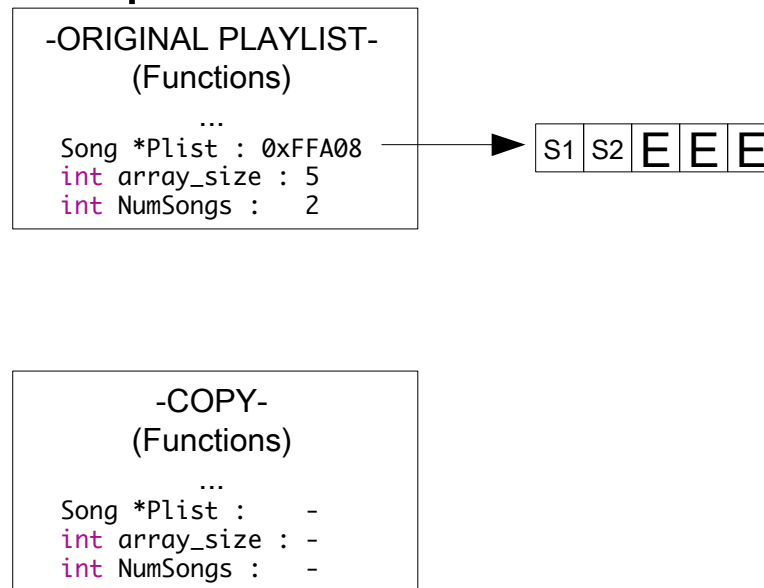 -ORIGINAL PLAYLIST-
(Functions)
...
Song *Plist : 0xFFA08
int array_size : 5
int NumSongs : 2
S1 S2 E E E
-COPY-
(Functions)
...
Song *Plist : -
int array_size : -
int NumSongs : -